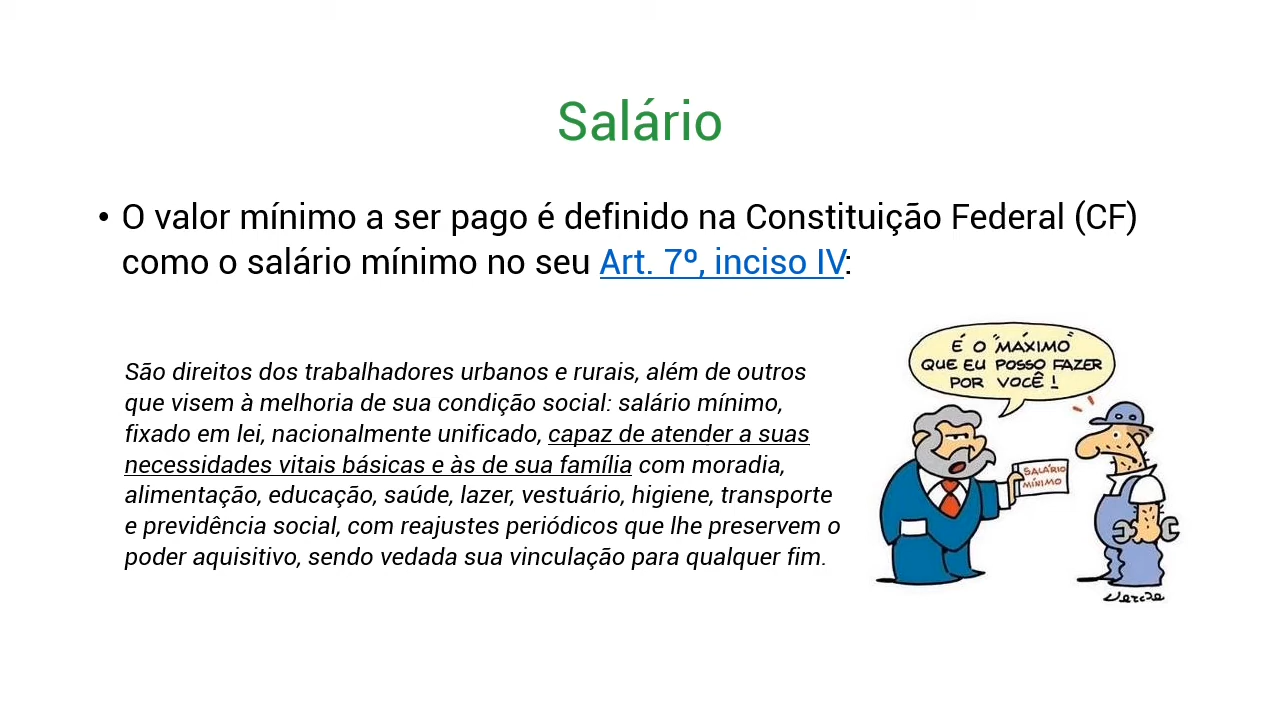 Salário
• O valor mínimo a ser pago é definido na Constituição Federal (CF)
como o salário mínimo no seu Art. 7º, inciso IV:
São direitos dos trabalhadores urbanos e rurais, além de outros
que visem à melhoria de sua condição social: salário mínimo,
fixado em lei, nacionalmente unificado, capaz de atender a suas
necessidades vitais básicas e às de sua família com moradia,
alimentação, educação, saúde, lazer, vestuário, higiene, transporte
e previdência social, com reajustes periódicos que lhe preservem o
poder aquisitivo, sendo vedada sua vinculação para qualquer fim.
É O "MÁXIMO"
QUE EU POSSO FAZER
POR VOCÊ!
SALÁRIO
MÍNIMO